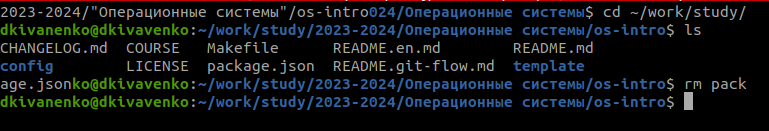 2023-2024/"Операционные системы"/os-intro024/Операционные системы$ cd ~/work/study/
dkivanenko@dkivavenko:~/work/study/2023-2024/Операционные системы/os-intro$ ls
CHANGELOG.md COURSE Makefile README.en.md README.md
config LICENSE package.json README.git-flow.md template
age.jsonko@dkivavenko:~/work/study/2023-2024/Операционные системы/os-intro$ rm pack
dkivanenko@dkivavenko:~/work/study/2023-2024/Операционные системы/os-intro$